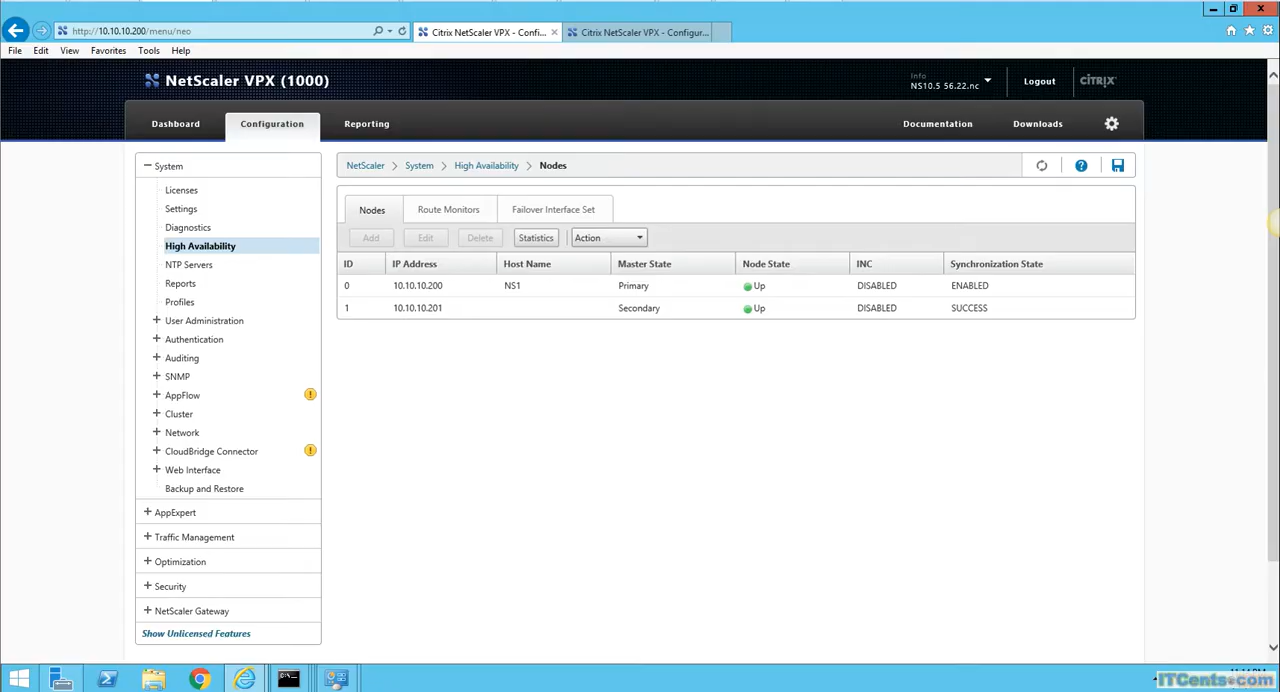 http://10.10.10.200/menu/neo
Citrix NetScaler VPX - Confi...
Citrix NetScaler VPX - Configur...
File Edit View Favorites Tools Help
NetScaler VPX (1000)
Info
NS10.5 56.22.nc
Logout
CITRIX
Dashboard Configuration Reporting Documentation Downloads
System
NetScaler > System > High Availability > Nodes
Licenses
Settings
Diagnostics
High Availability
NTP Servers
Reports
Profiles
User Administration
Authentication
Auditing
SNMP
AppFlow
Cluster
Network
CloudBridge Connector
Web Interface
Backup and Restore
AppExpert
Traffic Management
Optimization
Security
NetScaler Gateway
Show Unlicensed Features
Nodes Route Monitors Failover Interface Set
Add Edit Delete Statistics Action
ID IP Address Host Name Master State Node State INC Synchronization State
0 10.10.10.200 NS1 Primary Up DISABLED ENABLED
1 10.10.10.201 Secondary Up DISABLED SUCCESS
ITCents.com